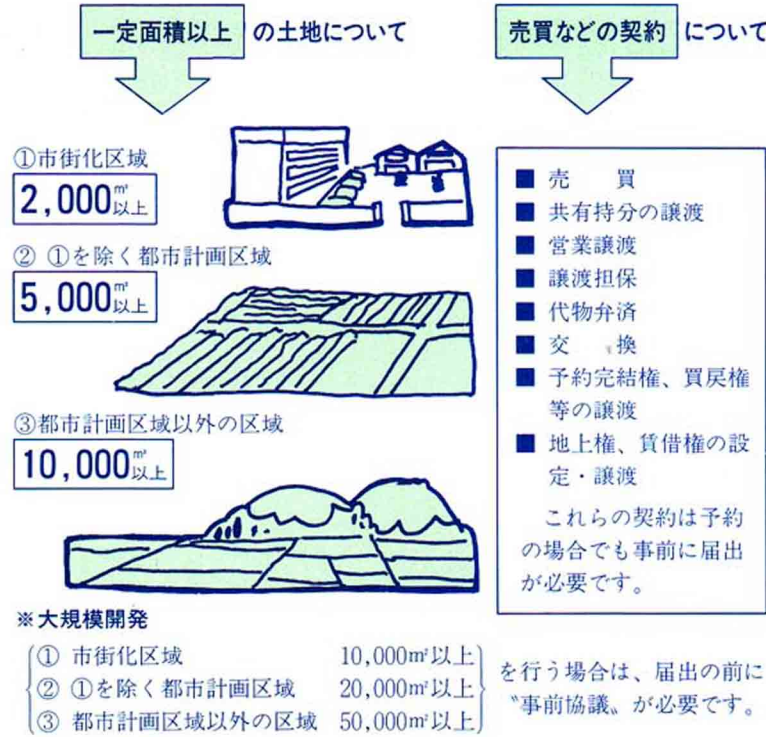 一定面積以上 の土地について
①市街化区域
2,000㎡以上
② ①を除く都市計画区域
5,000㎡以上
③都市計画区域以外の区域
10,000㎡以上
売買などの契約 について
■ 売　買
■ 共有持分の譲渡
■ 営業譲渡
■ 譲渡担保
■ 代物弁済
■ 交　換
■ 予約完結権、買戻権
等の譲渡
■ 地上権、賃借権の設
定・譲渡
これらの契約は予約
の場合でも事前に届出
が必要です。
※大規模開発
① 市街化区域　10,000㎡以上
② ①を除く都市計画区域　20,000㎡以上
③ 都市計画区域以外の区域　50,000㎡以上
を行う場合は、届出の前に
〝事前協議〟が必要です。